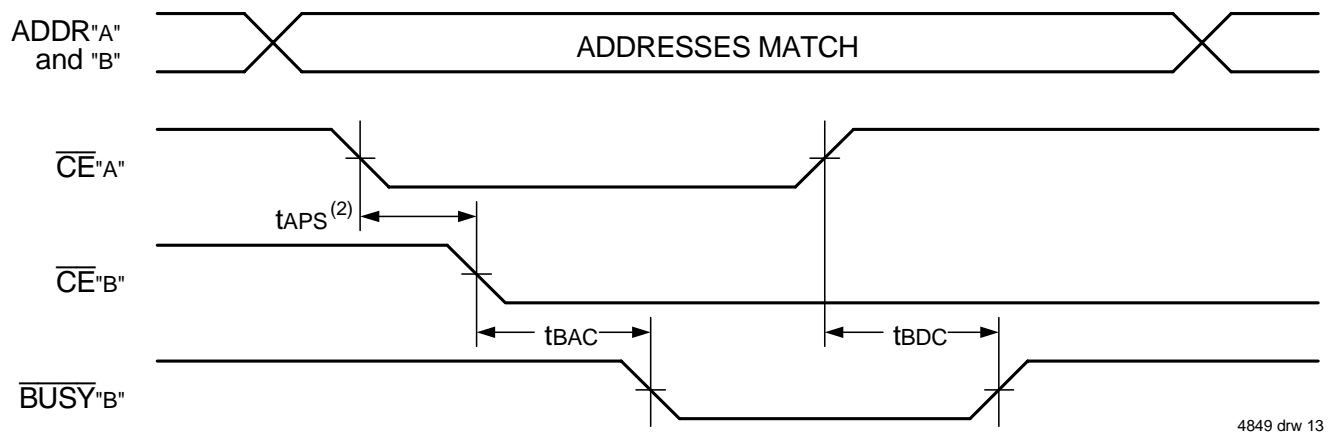 ADDR"A"
and "B"
ADDRESSES MATCH
CE"A"
tAPS(2)
CE"B"
tBAC
tBDC
BUSY"B"
4849 drw 13